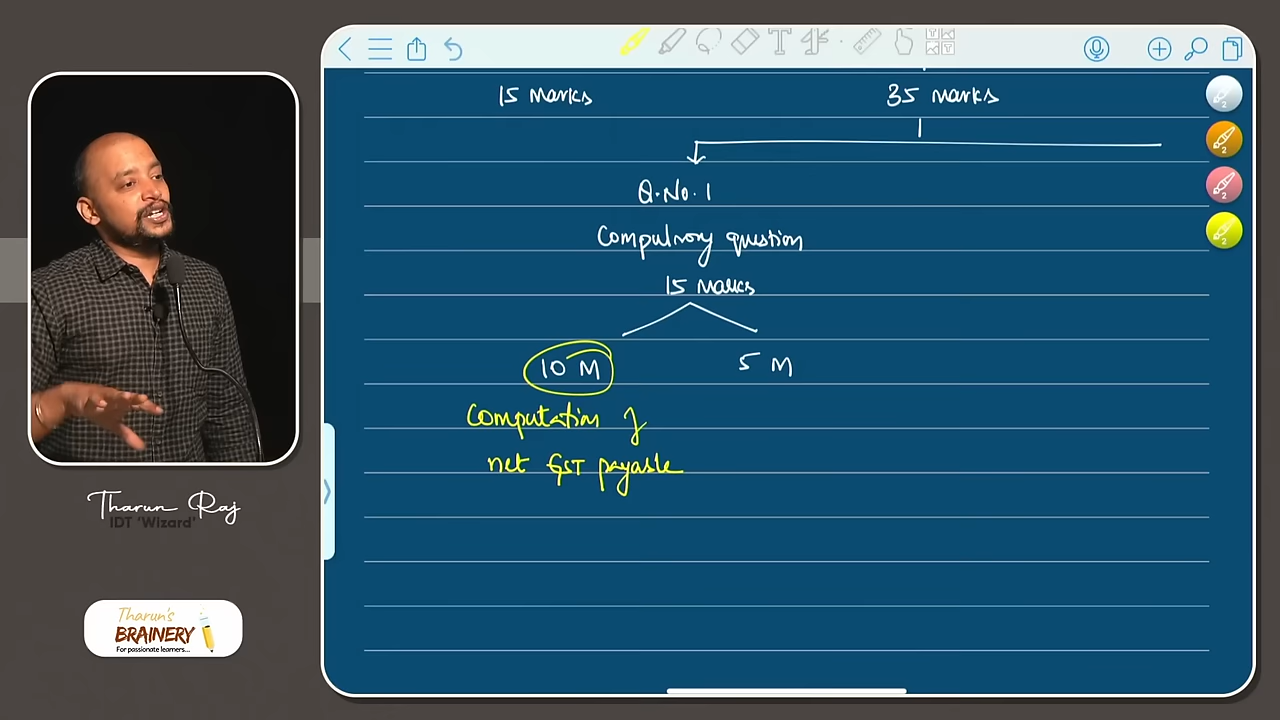 15 Marks
35 marks
Q.No.1
Compulsory question
15 Marks
10 M
5 M
Computation of
net GST payable
Tharun Raj
IDT 'Wizard'
Tharun's
BRAINERY
For passionate learners...